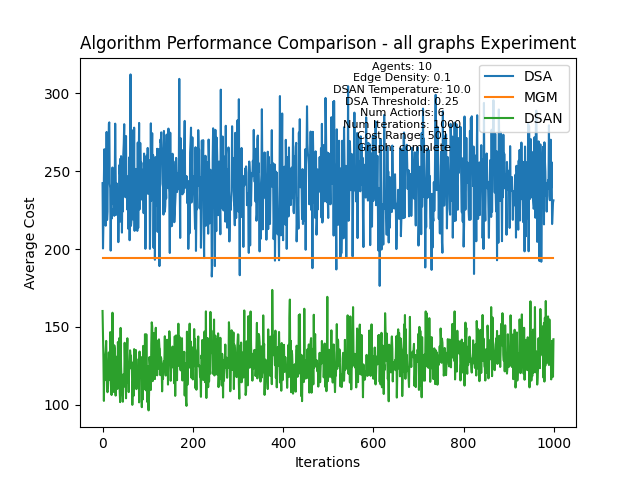 Algorithm Performance Comparison - all graphs Experiment
Agents: 10
Edge Density: 0.1
DSAN Temperature: 10.0
DSA Threshold: 0.25
Num Actions: 6
Num Iterations: 1000
Cost Range: 501
Graph: complete
DSA
MGM
DSAN
Average Cost
300
250
200
150
100
0
200
400
600
800
1000
Iterations